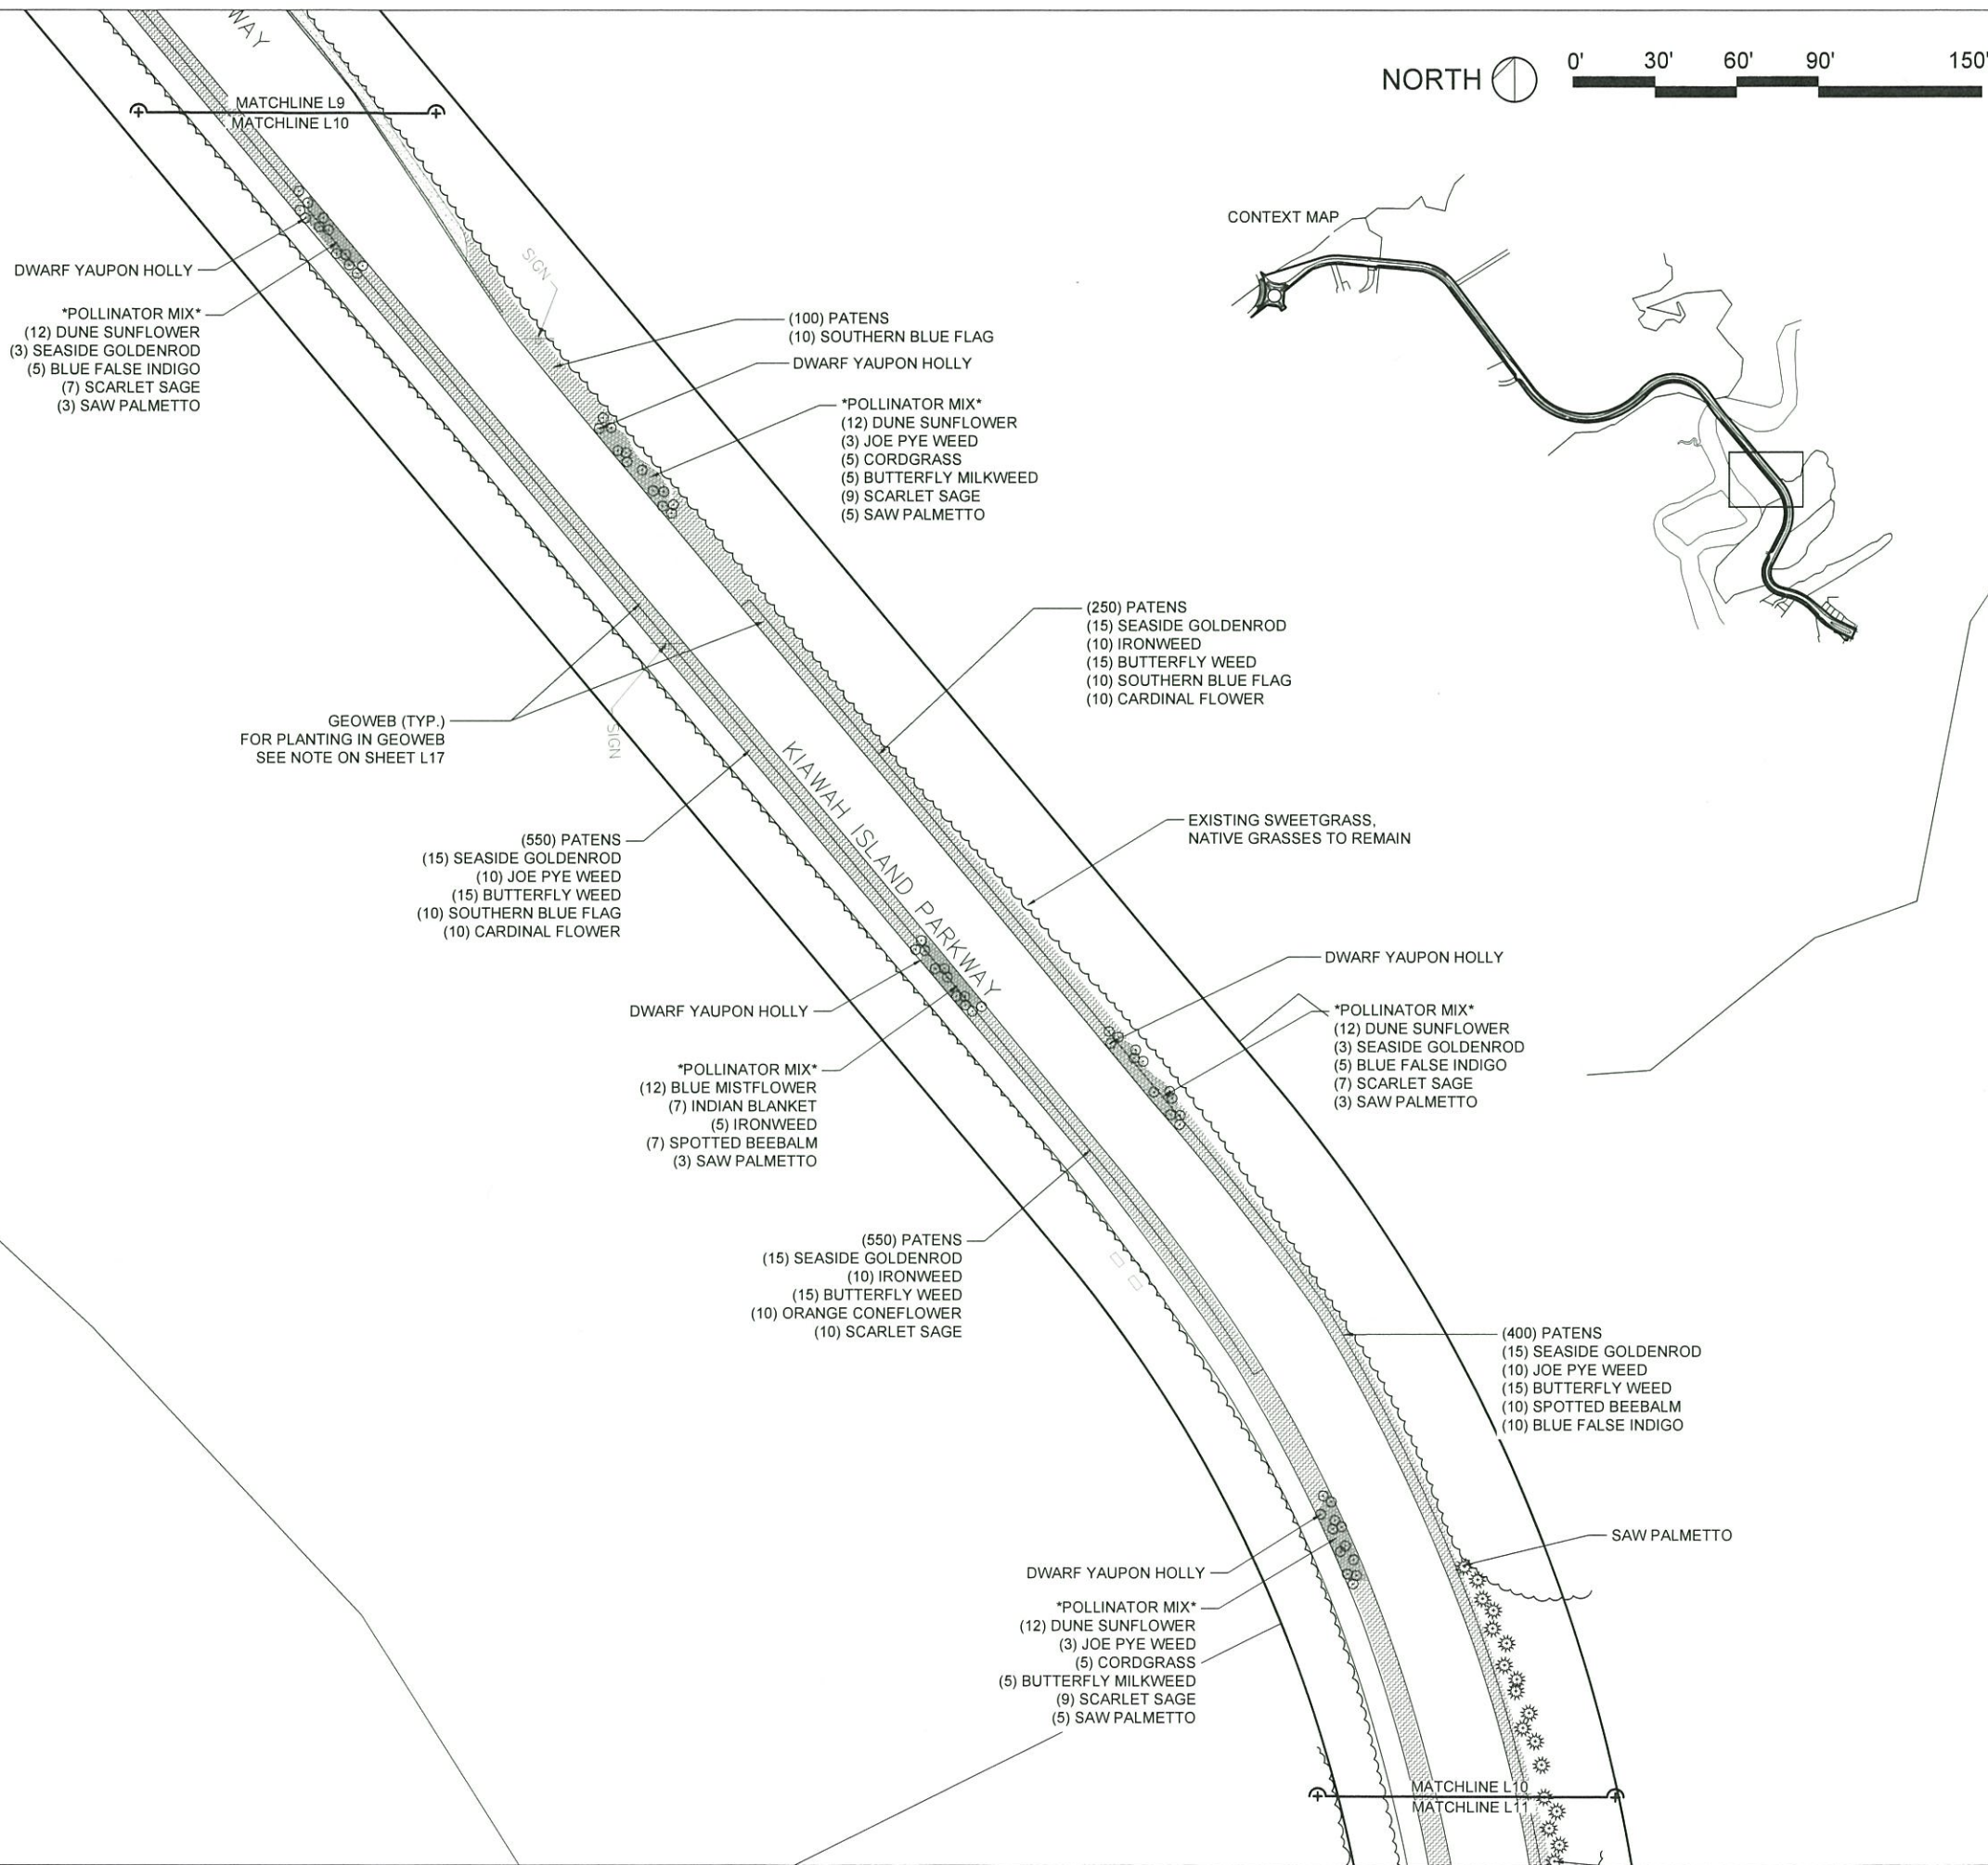 WAY
NORTH
0' 30' 60' 90' 150'
MATCHLINE L9
MATCHLINE L10
CONTEXT MAP
DWARF YAUPON HOLLY
*POLLINATOR MIX*
(12) DUNE SUNFLOWER
(3) SEASIDE GOLDENROD
(5) BLUE FALSE INDIGO
(7) SCARLET SAGE
(3) SAW PALMETTO
SIGN
(100) PATENS
(10) SOUTHERN BLUE FLAG
DWARF YAUPON HOLLY
*POLLINATOR MIX*
(12) DUNE SUNFLOWER
(3) JOE PYE WEED
(5) CORDGRASS
(5) BUTTERFLY MILKWEED
(9) SCARLET SAGE
(5) SAW PALMETTO
(250) PATENS
(15) SEASIDE GOLDENROD
(10) IRONWEED
(15) BUTTERFLY WEED
(10) SOUTHERN BLUE FLAG
(10) CARDINAL FLOWER
GEOWEB (TYP.)
FOR PLANTING IN GEOWEB
SEE NOTE ON SHEET L17
SIGN
KIAWAH ISLAND PARKWAY
(550) PATENS
(15) SEASIDE GOLDENROD
(10) JOE PYE WEED
(15) BUTTERFLY WEED
(10) SOUTHERN BLUE FLAG
(10) CARDINAL FLOWER
EXISTING SWEETGRASS,
NATIVE GRASSES TO REMAIN
DWARF YAUPON HOLLY
*POLLINATOR MIX*
(12) DUNE SUNFLOWER
(3) SEASIDE GOLDENROD
(5) BLUE FALSE INDIGO
(7) SCARLET SAGE
(3) SAW PALMETTO
DWARF YAUPON HOLLY
*POLLINATOR MIX*
(12) BLUE MISTFLOWER
(7) INDIAN BLANKET
(5) IRONWEED
(7) SPOTTED BEEBALM
(3) SAW PALMETTO
(550) PATENS
(15) SEASIDE GOLDENROD
(10) IRONWEED
(15) BUTTERFLY WEED
(10) ORANGE CONEFLOWER
(10) SCARLET SAGE
(400) PATENS
(15) SEASIDE GOLDENROD
(10) JOE PYE WEED
(15) BUTTERFLY WEED
(10) SPOTTED BEEBALM
(10) BLUE FALSE INDIGO
SAW PALMETTO
DWARF YAUPON HOLLY
*POLLINATOR MIX*
(12) DUNE SUNFLOWER
(3) JOE PYE WEED
(5) CORDGRASS
(5) BUTTERFLY MILKWEED
(9) SCARLET SAGE
(5) SAW PALMETTO
MATCHLINE L10
MATCHLINE L11